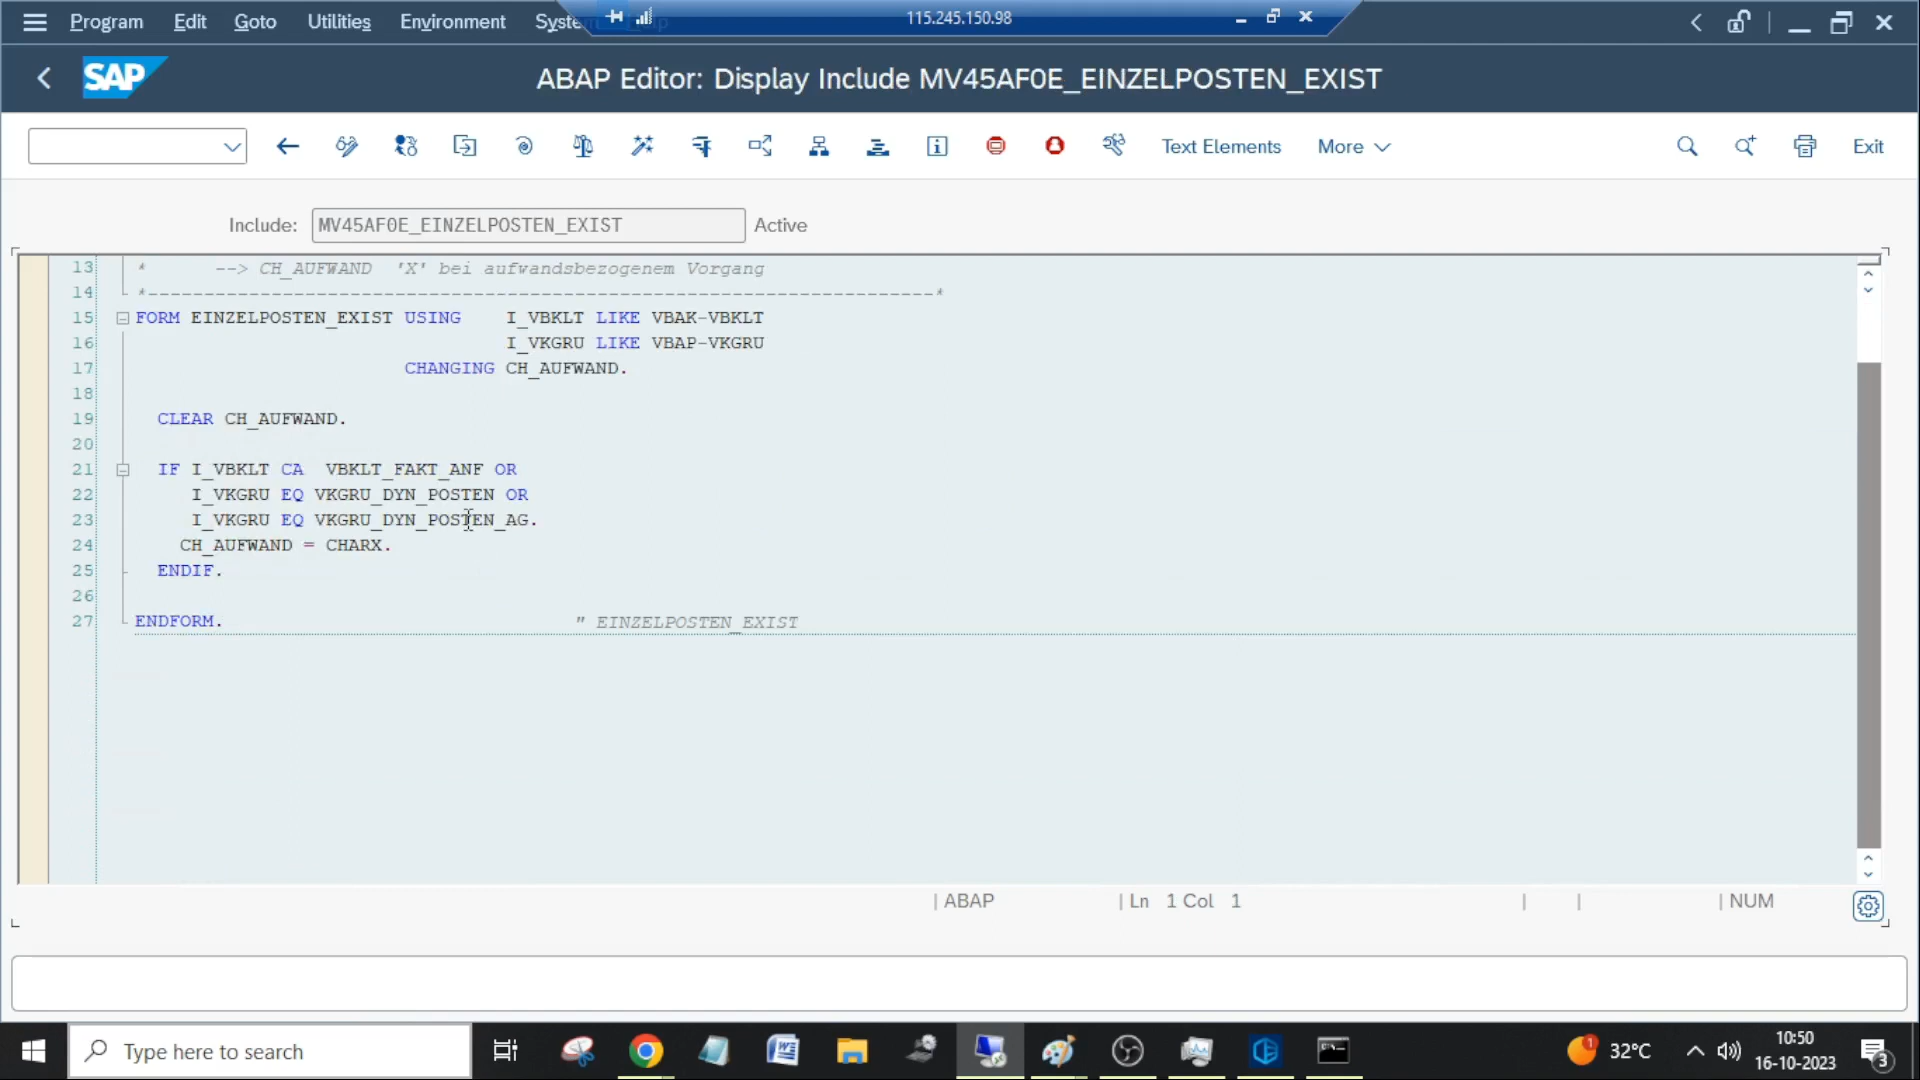 Program Edit Goto Utilities Environment 115.245.150.98
SAP ABAP Editor: Display Include MV45AF0E_EINZELPOSTEN_EXIST
Text Elements More Exit
Include: MV45AF0E_EINZELPOSTEN_EXIST Active
13 * --> CH_AUFWAND 'X' bei aufwandsbezogenem Vorgang
14 *----------------------------------------------------------------------*
15 FORM EINZELPOSTEN_EXIST USING I_VBKLT LIKE VBAK-VBKLT
16 I_VKGRU LIKE VBAP-VKGRU
17 CHANGING CH_AUFWAND.
18
19 CLEAR CH_AUFWAND.
20
21 IF I_VBKLT CA VBKLT_FAKT_ANF OR
22 I_VKGRU EQ VKGRU_DYN_POSTEN OR
23 I_VKGRU EQ VKGRU_DYN_POSTEN_AG.
24 CH_AUFWAND = CHARX.
25 ENDIF.
26
27 ENDFORM. " EINZELPOSTEN_EXIST
| ABAP | Ln 1 Col 1 | | | NUM
Type here to search 1 32°C 10:50
16-10-2023 3